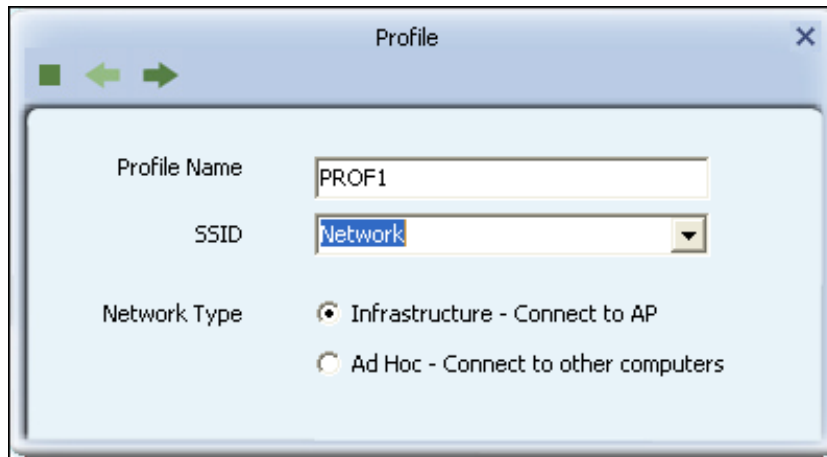 Profile
Profile Name PROF1
SSID Network
Network Type Infrastructure - Connect to AP
Ad Hoc - Connect to other computers